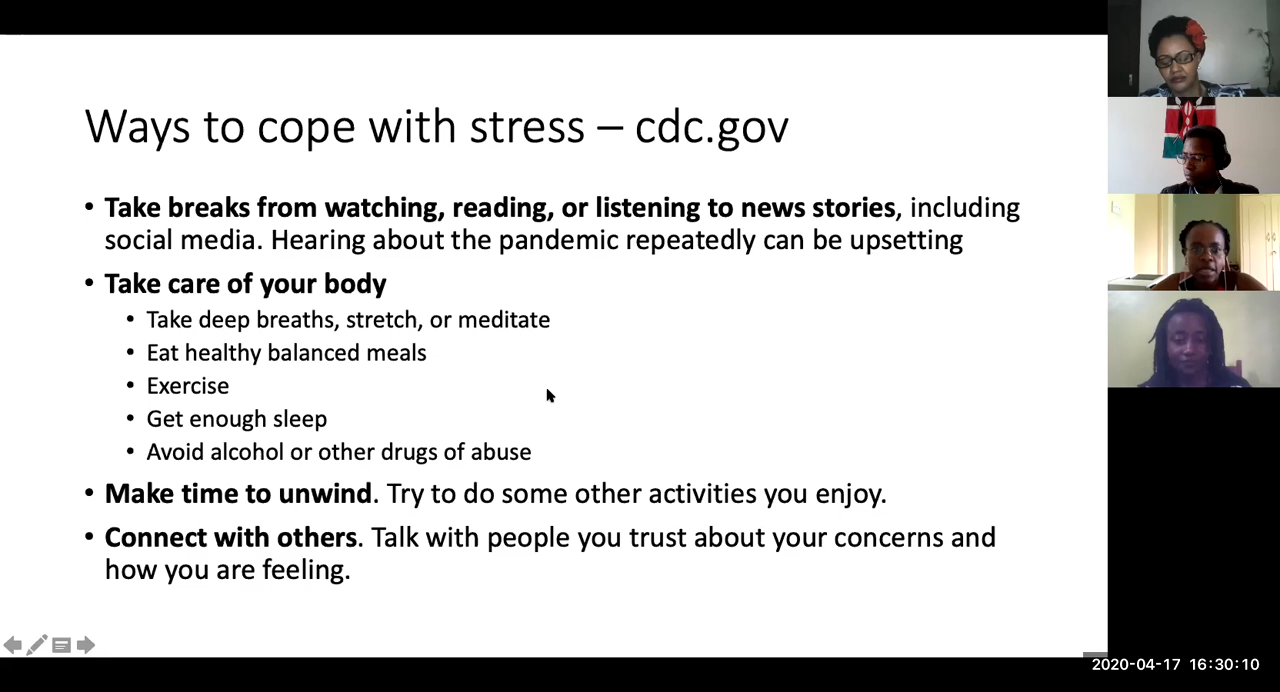 Ways to cope with stress – cdc.gov
• Take breaks from watching, reading, or listening to news stories, including
social media. Hearing about the pandemic repeatedly can be upsetting
• Take care of your body
• Take deep breaths, stretch, or meditate
• Eat healthy balanced meals
• Exercise
• Get enough sleep
• Avoid alcohol or other drugs of abuse
• Make time to unwind. Try to do some other activities you enjoy.
• Connect with others. Talk with people you trust about your concerns and
how you are feeling.
2020-04-17 16:30:10